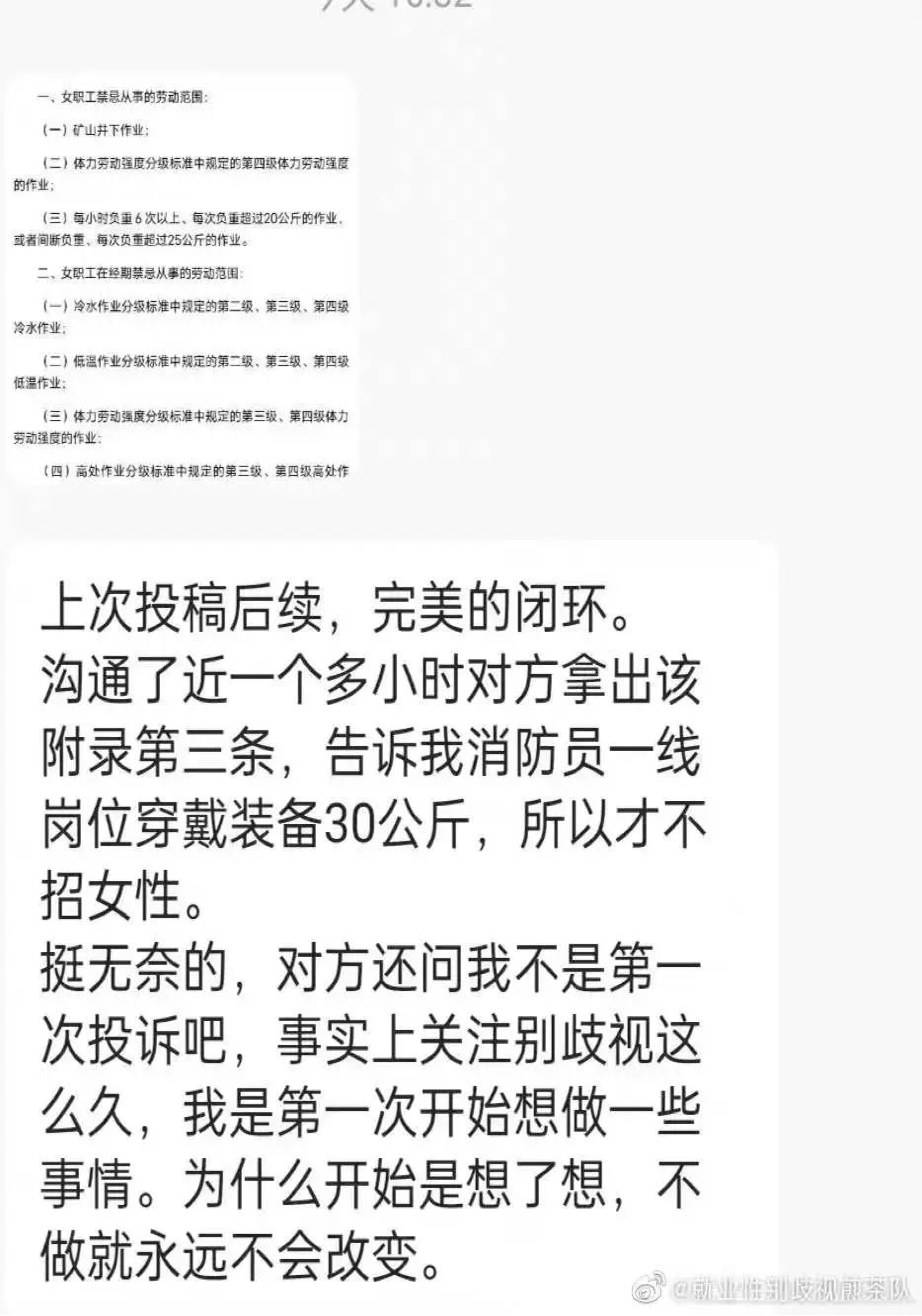 一、女职工禁忌从事的劳动范围：
（一）矿山井下作业；
（二）体力劳动强度分级标准中规定的第四级体力劳动强度
的作业；
（三）每小时负重6次以上、每次负重超过20公斤的作业，
或者间断负重、每次负重超过25公斤的作业。
二、女职工在经期禁忌从事的劳动范围：
（一）冷水作业分级标准中规定的第二级、第三级、第四级
冷水作业；
（二）低温作业分级标准中规定的第二级、第三级、第四级
低温作业；
（三）体力劳动强度分级标准中规定的第三级、第四级体力
劳动强度的作业；
（四）高处作业分级标准中规定的第三级、第四级高处作
上次投稿后续，完美的闭环。
沟通了近一个多小时对方拿出该
附录第三条，告诉我消防员一线
岗位穿戴装备30公斤，所以才不
招女性。
挺无奈的，对方还问我不是第一
次投诉吧，事实上关注别歧视这
么久，我是第一次开始想做一些
事情。为什么开始是想了想，不
做就永远不会改变。
@就业性别歧视煎茶队